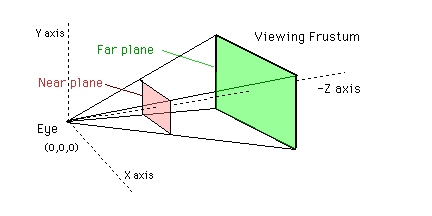 Y axis
Viewing Frustum
Far plane
Near plane
-Z axis
Eye
(0,0,0)
X axis